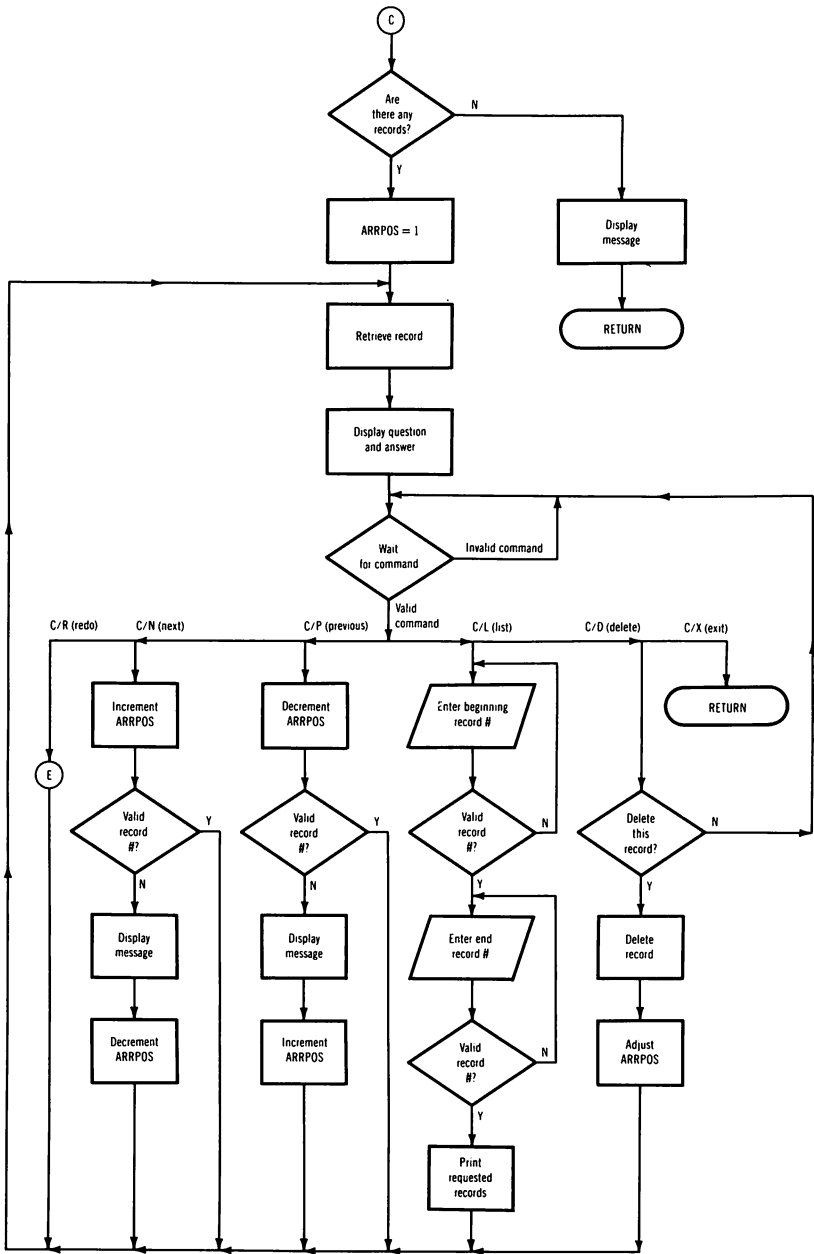 C
Are
there any
records?
N
Y
ARRPOS = 1
Display
message
Retrieve record
RETURN
Display question
and answer
Wait
for command
Invalid command
Valid
command
C/R (redo)
C/N (next)
C/P (previous)
C/L (list)
C/D (delete)
C/X (exit)
Increment
ARRPOS
Decrement
ARRPOS
Enter beginning
record #
RETURN
E
Valid
record
#?
Y
N
Valid
record
#?
Y
N
Valid
record
#?
N
Y
Delete
this
record?
N
Y
Display
message
Display
message
Enter end
record #
Delete
record
Decrement
ARRPOS
Increment
ARRPOS
Valid
record
#?
N
Y
Adjust
ARRPOS
Print
requested
records